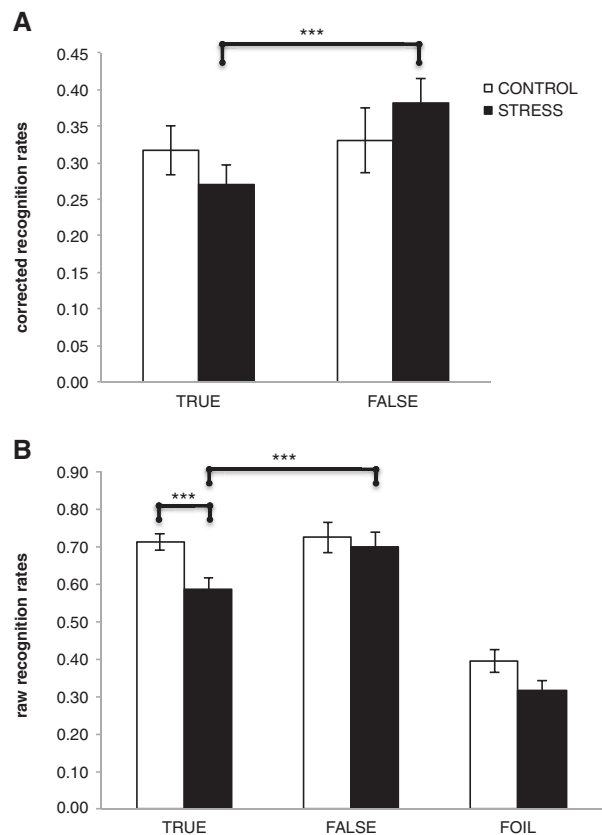 A
***
0.45
0.40
0.35
0.30
0.25
0.20
0.15
0.10
0.05
0.00
corrected recognition rates
CONTROL
STRESS
TRUE FALSE
B
***
***
0.90
0.80
0.70
0.60
0.50
0.40
0.30
0.20
0.10
0.00
raw recognition rates
TRUE FALSE FOIL